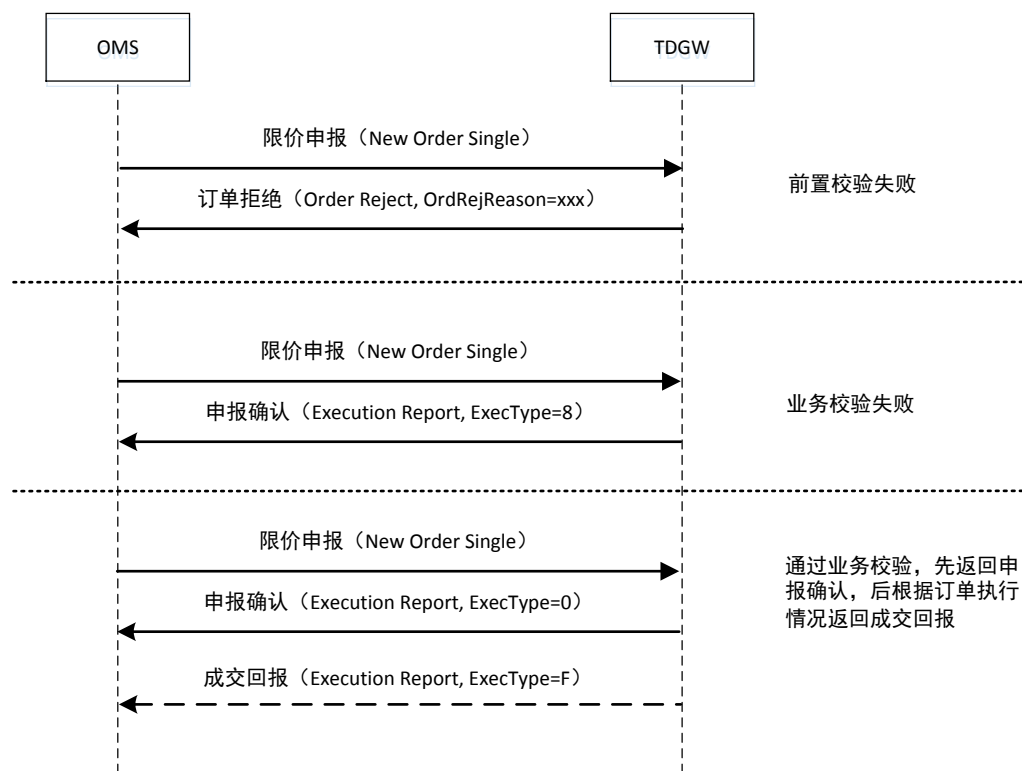 OMS
TDGW
限价申报（New Order Single）
订单拒绝（Order Reject, OrdRejReason=xxx）
前置校验失败
限价申报（New Order Single）
申报确认（Execution Report, ExecType=8）
业务校验失败
限价申报（New Order Single）
申报确认（Execution Report, ExecType=0）
成交回报（Execution Report, ExecType=F）
通过业务校验，先返回申
报确认，后根据订单执行
情况返回成交回报